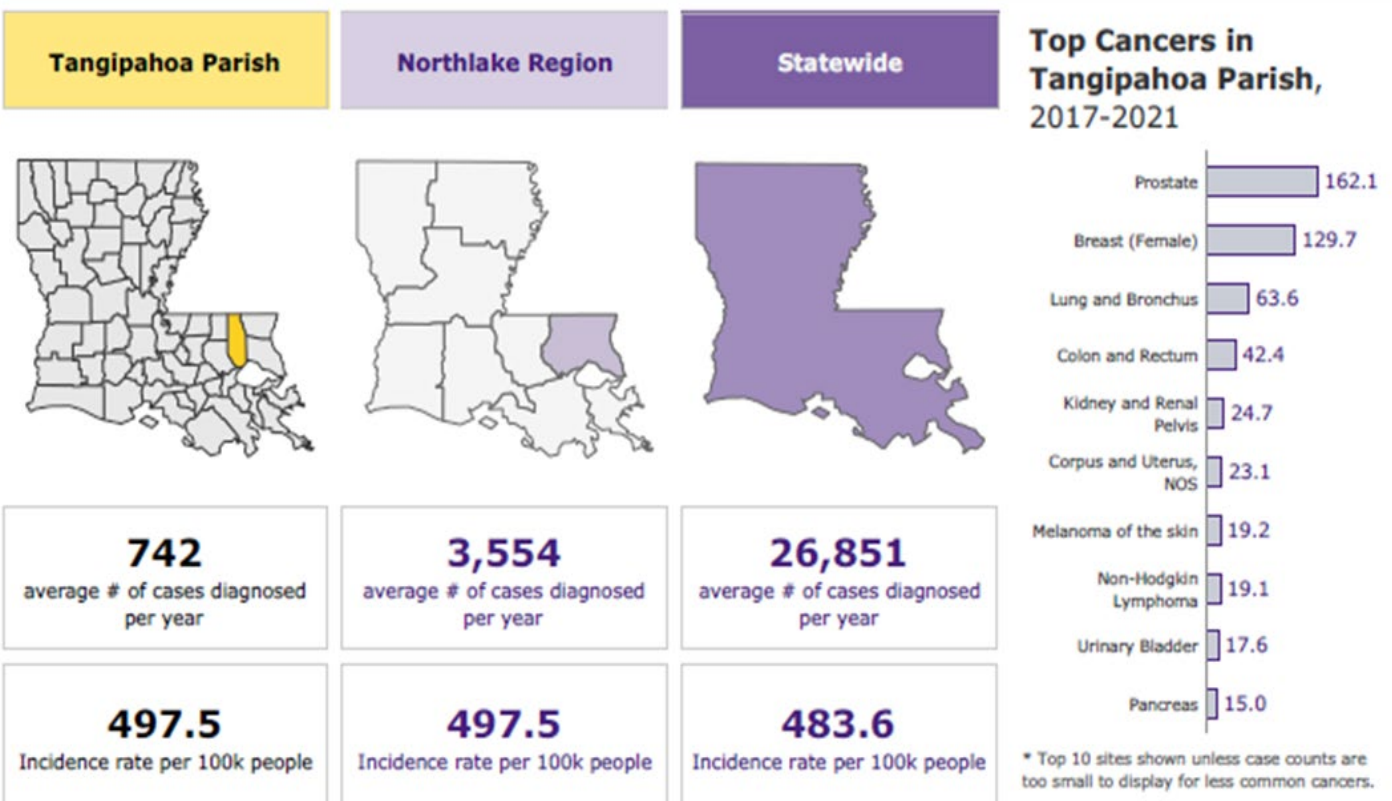 Tangipahoa Parish
Northlake Region
Statewide
742
average # of cases diagnosed
per year
3,554
average # of cases diagnosed
per year
26,851
average # of cases diagnosed
per year
497.5
Incidence rate per 100k people
497.5
Incidence rate per 100k people
483.6
Incidence rate per 100k people
Top Cancers in
Tangipahoa Parish,
2017-2021
Prostate 162.1
Breast (Female) 129.7
Lung and Bronchus 63.6
Colon and Rectum 42.4
Kidney and Renal
Pelvis 24.7
Corpus and Uterus,
NOS 23.1
Melanoma of the skin 19.2
Non-Hodgkin
Lymphoma 19.1
Urinary Bladder 17.6
Pancreas 15.0
* Top 10 sites shown unless case counts are
too small to display for less common cancers.